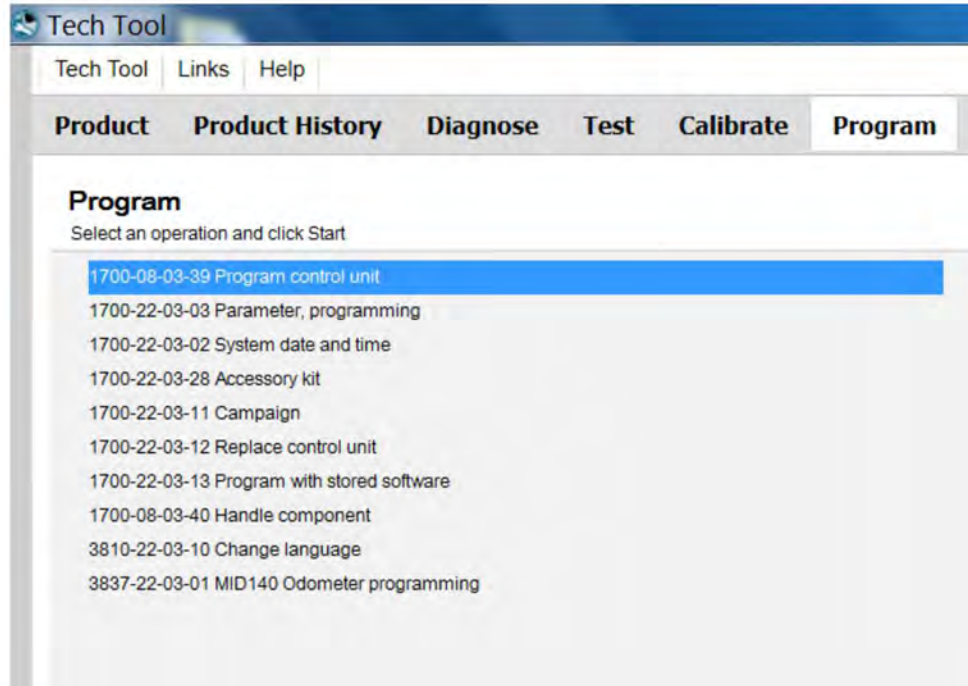 Tech Tool
Tech Tool Links Help
Product Product History Diagnose Test Calibrate Program
Program
Select an operation and click Start
1700-08-03-39 Program control unit
1700-22-03-03 Parameter, programming
1700-22-03-02 System date and time
1700-22-03-28 Accessory kit
1700-22-03-11 Campaign
1700-22-03-12 Replace control unit
1700-22-03-13 Program with stored software
1700-08-03-40 Handle component
3810-22-03-10 Change language
3837-22-03-01 MID140 Odometer programming